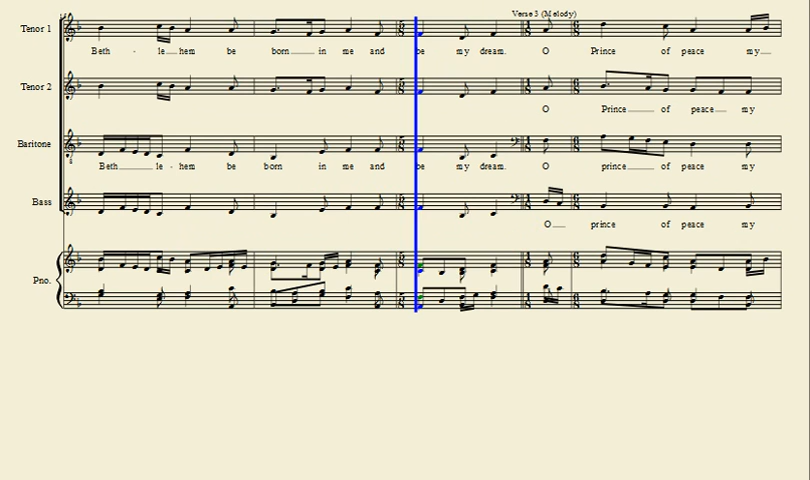 Verse 3 (Melody)
Tenor 1
Beth - le hem be born in me and be my dream. O Prince of peace my
Tenor 2
O Prince of peace my
Baritone
Beth le - hem be born in me and be my dream. O prince of peace my
Bass
O prince of peace my
Pno.